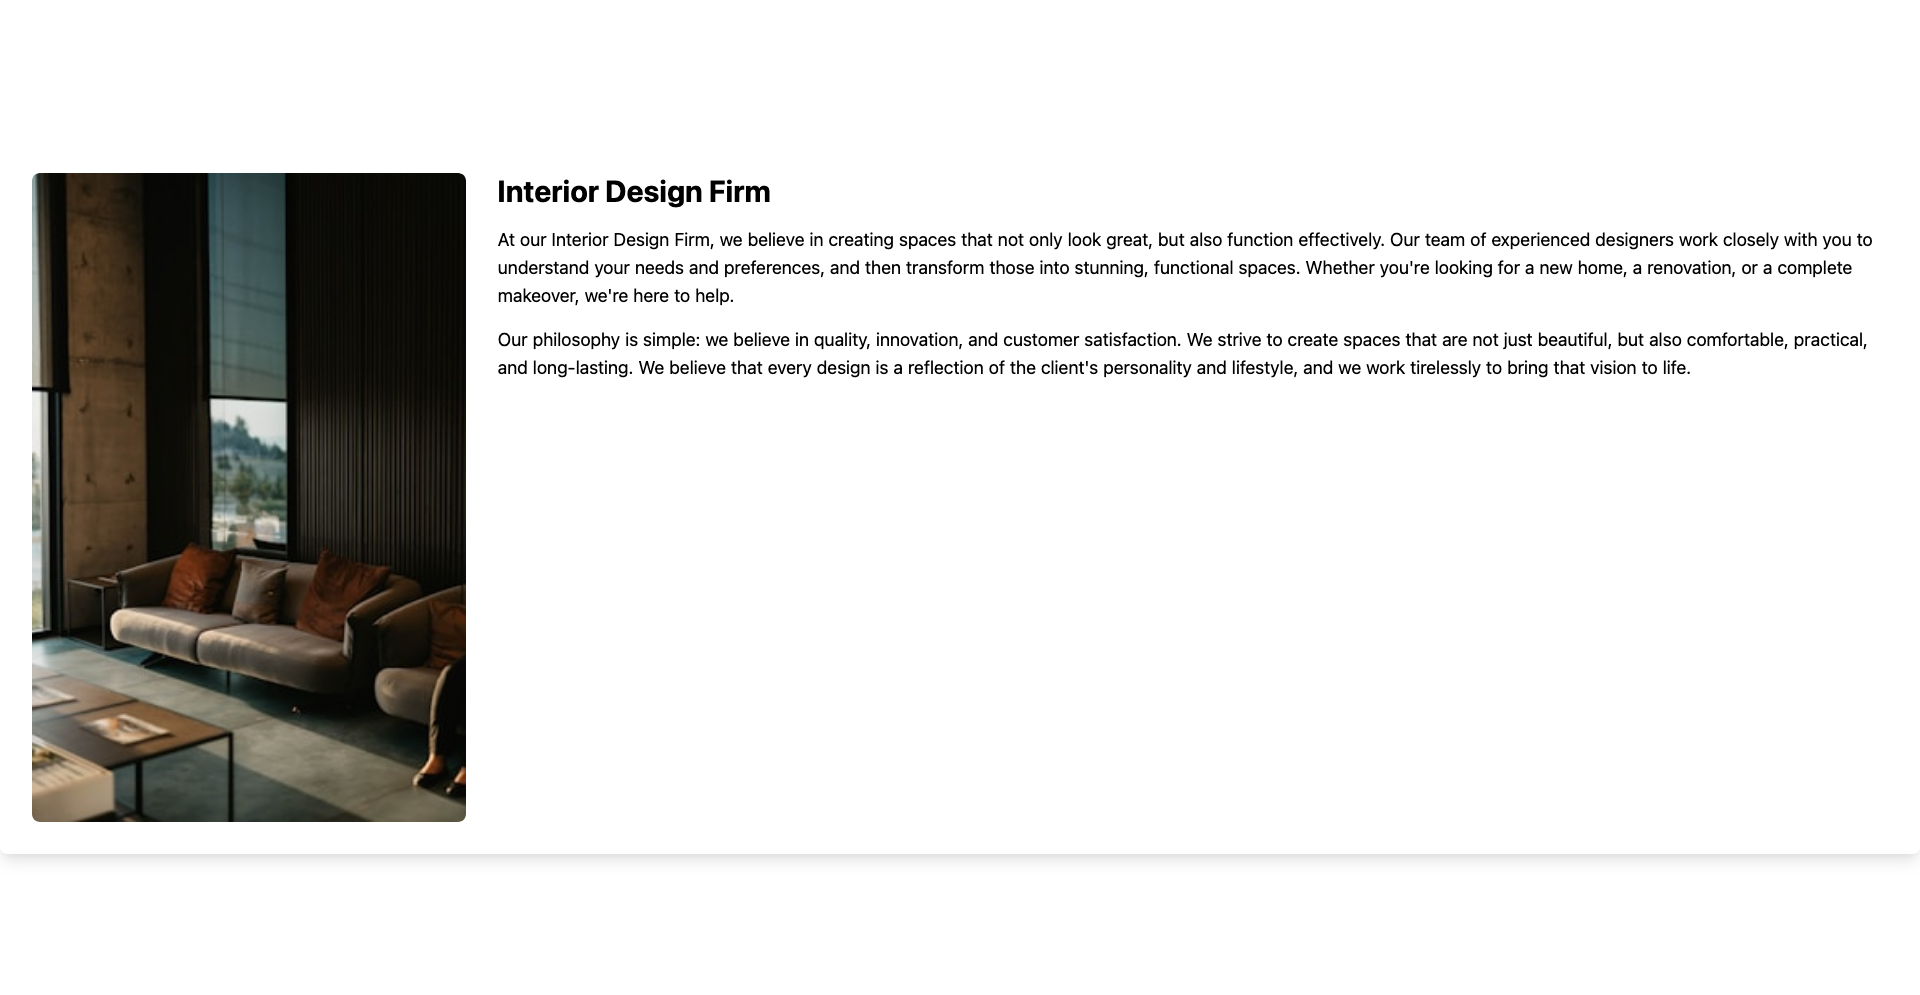 Interior Design Firm
At our Interior Design Firm, we believe in creating spaces that not only look great, but also function effectively. Our team of experienced designers work closely with you to
understand your needs and preferences, and then transform those into stunning, functional spaces. Whether you're looking for a new home, a renovation, or a complete
makeover, we're here to help.
Our philosophy is simple: we believe in quality, innovation, and customer satisfaction. We strive to create spaces that are not just beautiful, but also comfortable, practical,
and long-lasting. We believe that every design is a reflection of the client's personality and lifestyle, and we work tirelessly to bring that vision to life.